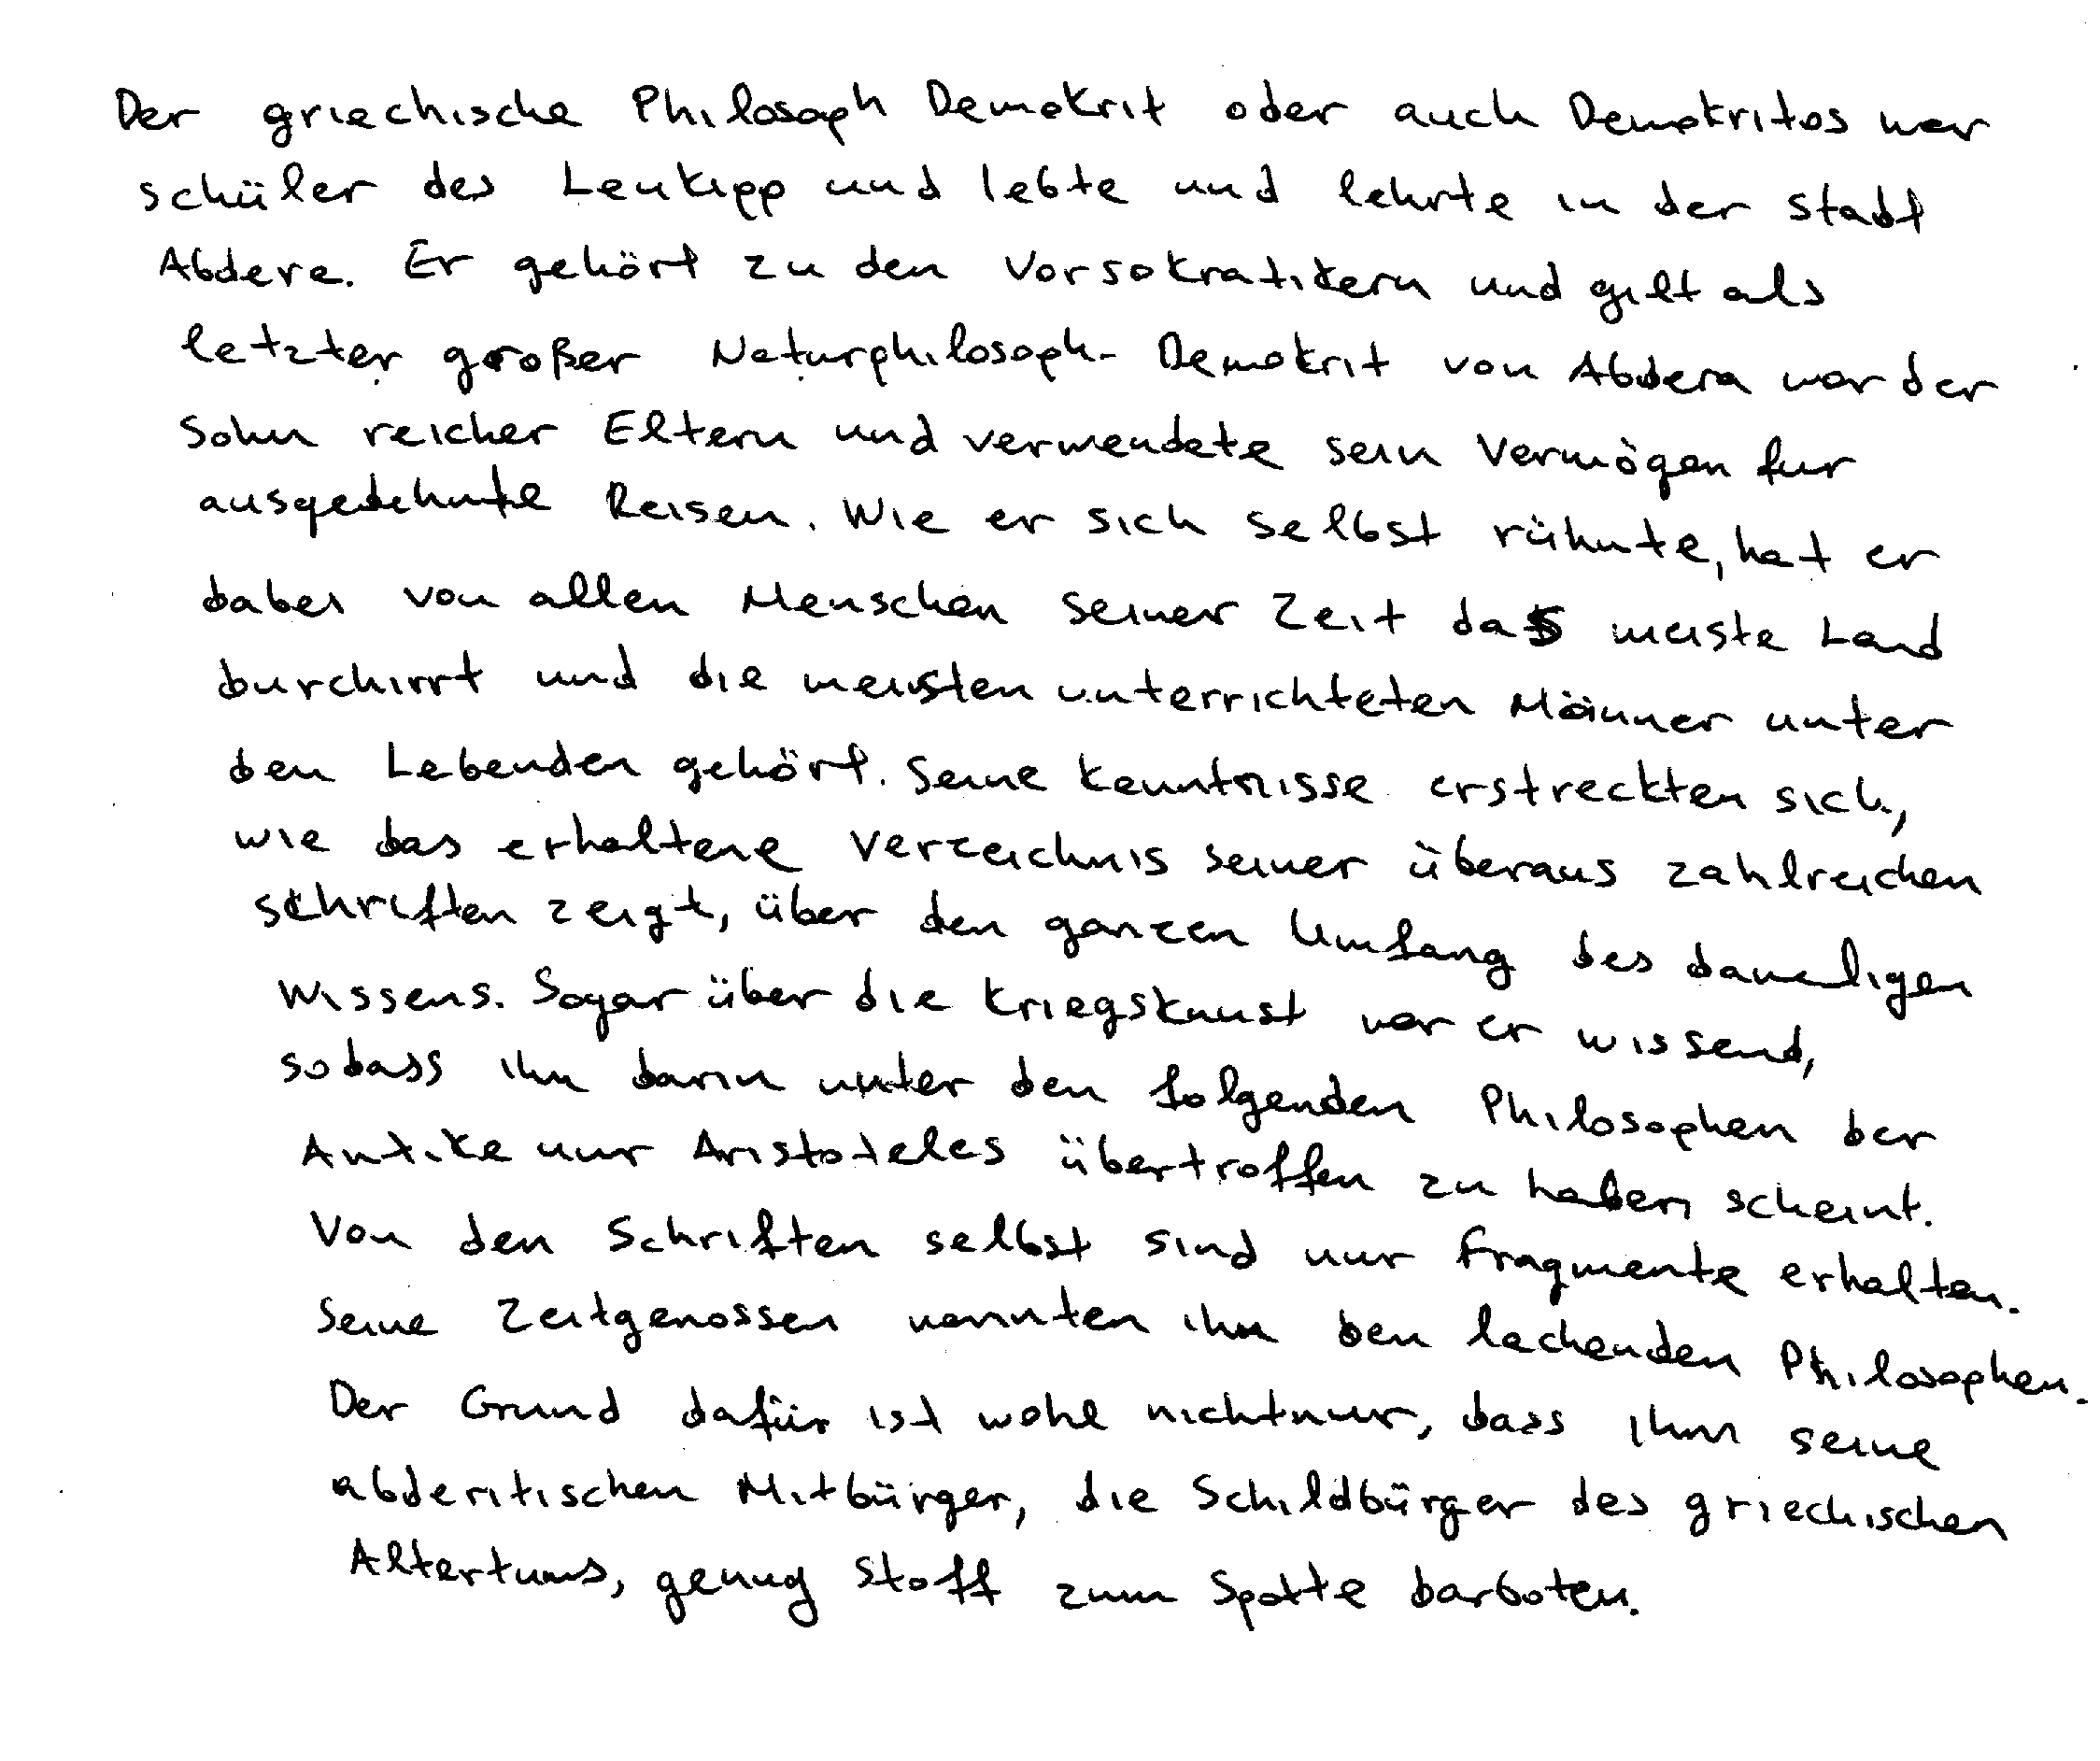 Der griechische Philosoph Demokrit oder auch Demokritos war
Schüler des Leukipp und lebte und lehrte in der Stadt
Abdera. Er gehört zu den Vorsokratikern und gilt als
letzter großer Naturphilosoph. Demokrit von Abdera war der
Sohn reicher Eltern und verwendete sein Vermögen fur
ausgedehnte Reisen. Wie er sich selbst rühmte, hat er
dabei von allen Menschen seiner Zeit das meiste Land
durchirrt und die meisten unterrichteten Männer unter
den Lebenden gehört. Seine Kenntnisse erstreckten sich,
wie das erhaltene Verzeichnis seiner überaus zahlreichen
Schriften zeigt, über den ganzen Umfang des damaligen
Wissens. Sogar über die Kriegskunst war er wissend,
sodass ihn darin unter den folgenden Philosophen der
Antike nur Aristoteles übertroffen zu haben scheint.
Von den Schriften selbst sind nur Fragmente erhalten.
Seine Zeitgenossen nannten ihn den lachenden Philosophen.
Der Grund dafür ist wohl nicht nur, dass ihm seine
abderitischen Mitbürger, die Schildbürger des griechischen
Altertums, genug Stoff zum Spotte darboten.